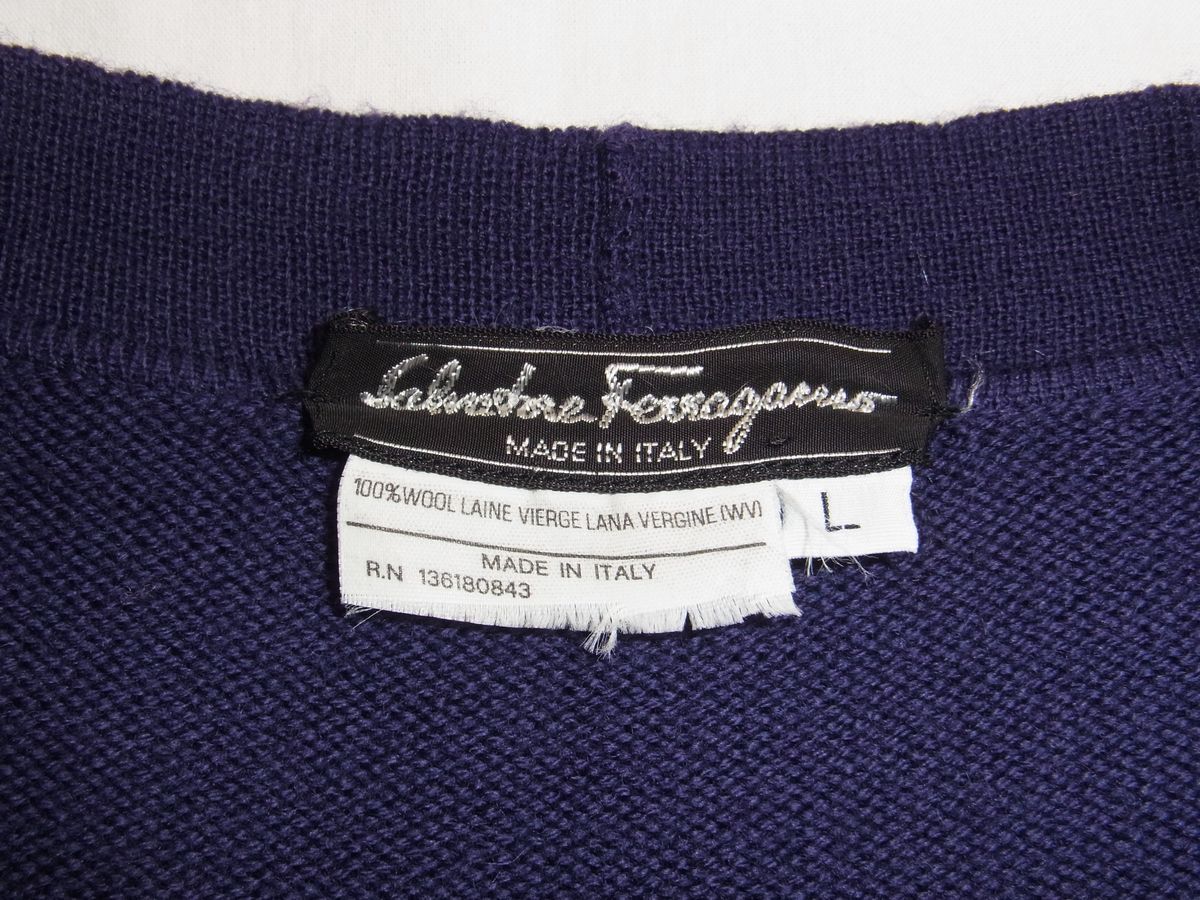 Salvatore Ferragamo
MADE IN ITALY
100% WOOL LAINE VIERGE LANA VERGINE (WV)
L
MADE IN ITALY
R.N 136180843